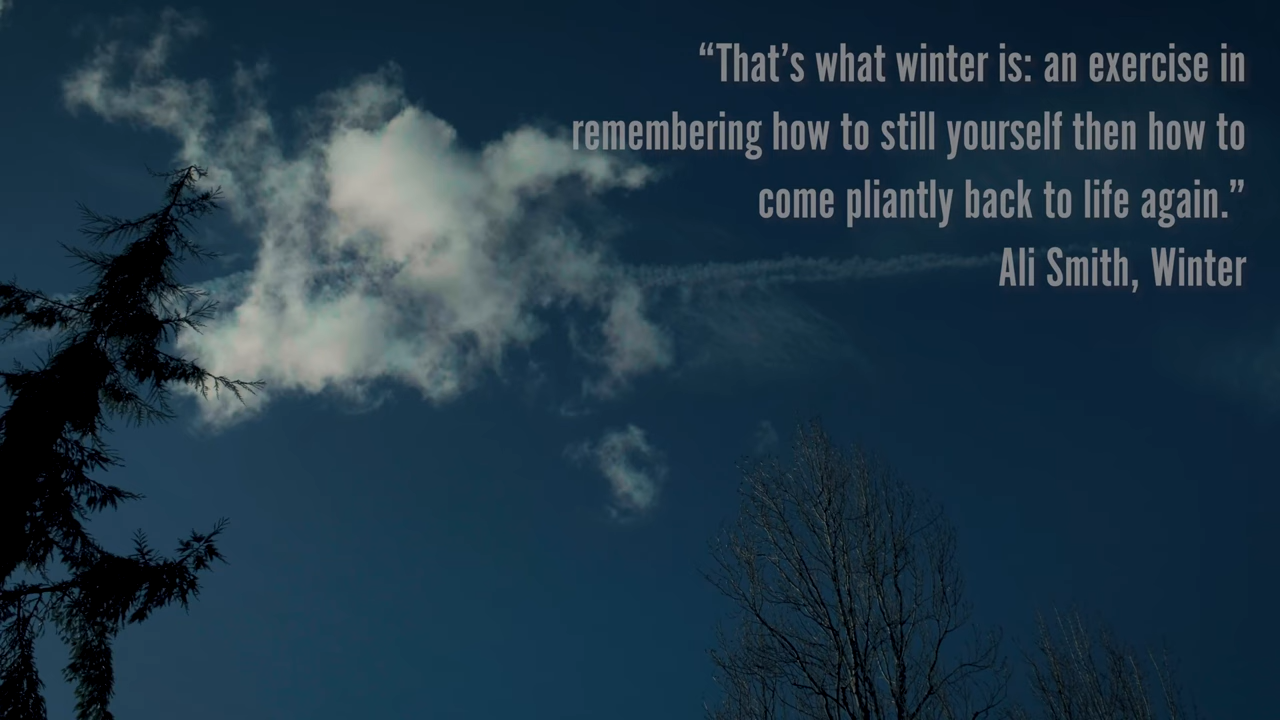 “That’s what winter is: an exercise in
remembering how to still yourself then how to
come pliantly back to life again.”
Ali Smith, Winter